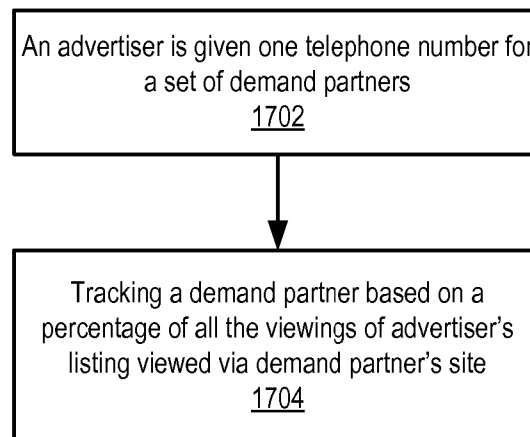 An advertiser is given one telephone number for
a set of demand partners
1702
Tracking a demand partner based on a
percentage of all the viewings of advertiser's
listing viewed via demand partner's site
1704